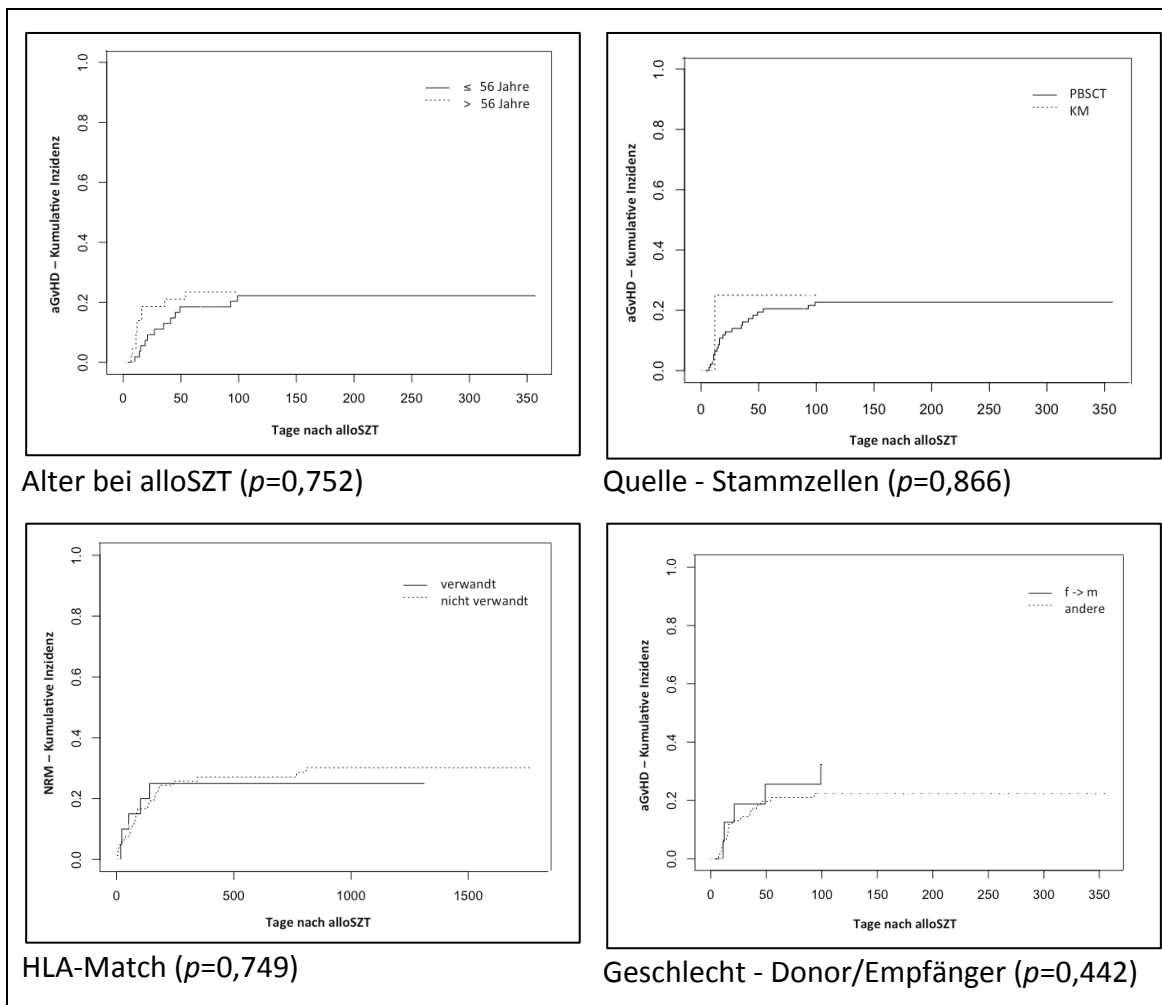 aGvHD – Kumulative Inzidenz
1.0
0.8
0.6
0.4
0.2
0.0
≤ 56 Jahre
> 56 Jahre
0 50 100 150 200 250 300 350
Tage nach alloSZT
Alter bei alloSZT (p=0,752)
aGvHD – Kumulative Inzidenz
1.0
0.8
0.6
0.4
0.2
0.0
PBSCT
KM
0 50 100 150 200 250 300 350
Tage nach alloSZT
Quelle - Stammzellen (p=0,866)
NRM – Kumulative Inzidenz
1.0
0.8
0.6
0.4
0.2
0.0
verwandt
nicht verwandt
0 500 1000 1500
Tage nach alloSZT
HLA-Match (p=0,749)
aGvHD – Kumulative Inzidenz
1.0
0.8
0.6
0.4
0.2
0.0
f -> m
andere
0 50 100 150 200 250 300 350
Tage nach alloSZT
Geschlecht - Donor/Empfänger (p=0,442)